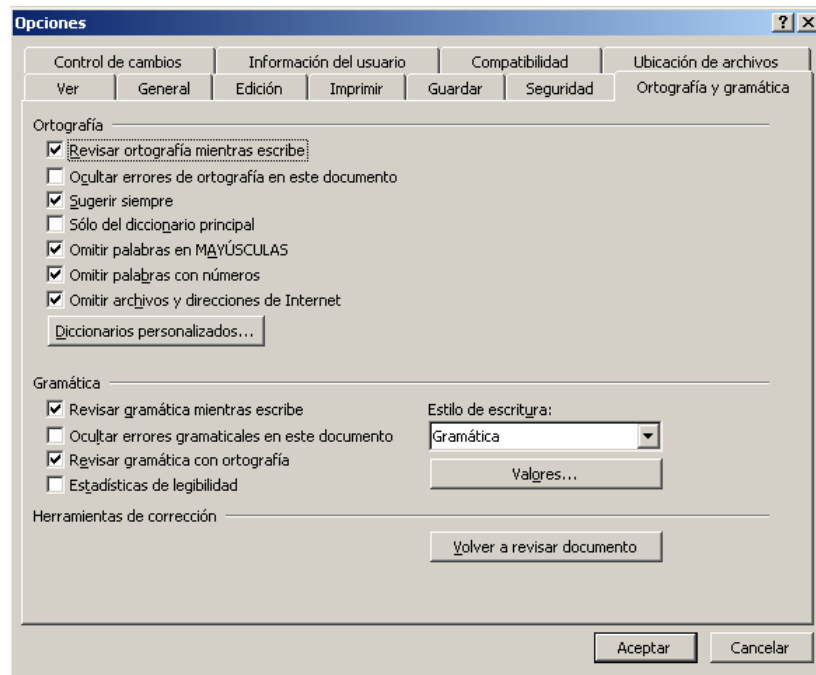 Opciones
Control de cambios Información del usuario Compatibilidad Ubicación de archivos
Ver General Edición Imprimir Guardar Seguridad Ortografía y gramática
Ortografía
Revisar ortografía mientras escribe
Ocultar errores de ortografía en este documento
Sugerir siempre
Sólo del diccionario principal
Omitir palabras en MAYÚSCULAS
Omitir palabras con números
Omitir archivos y direcciones de Internet
Diccionarios personalizados...
Gramática
Revisar gramática mientras escribe Estilo de escritura:
Ocultar errores gramaticales en este documento Gramática
Revisar gramática con ortografía
Estadísticas de legibilidad Valores...
Herramientas de corrección
Volver a revisar documento
Aceptar Cancelar